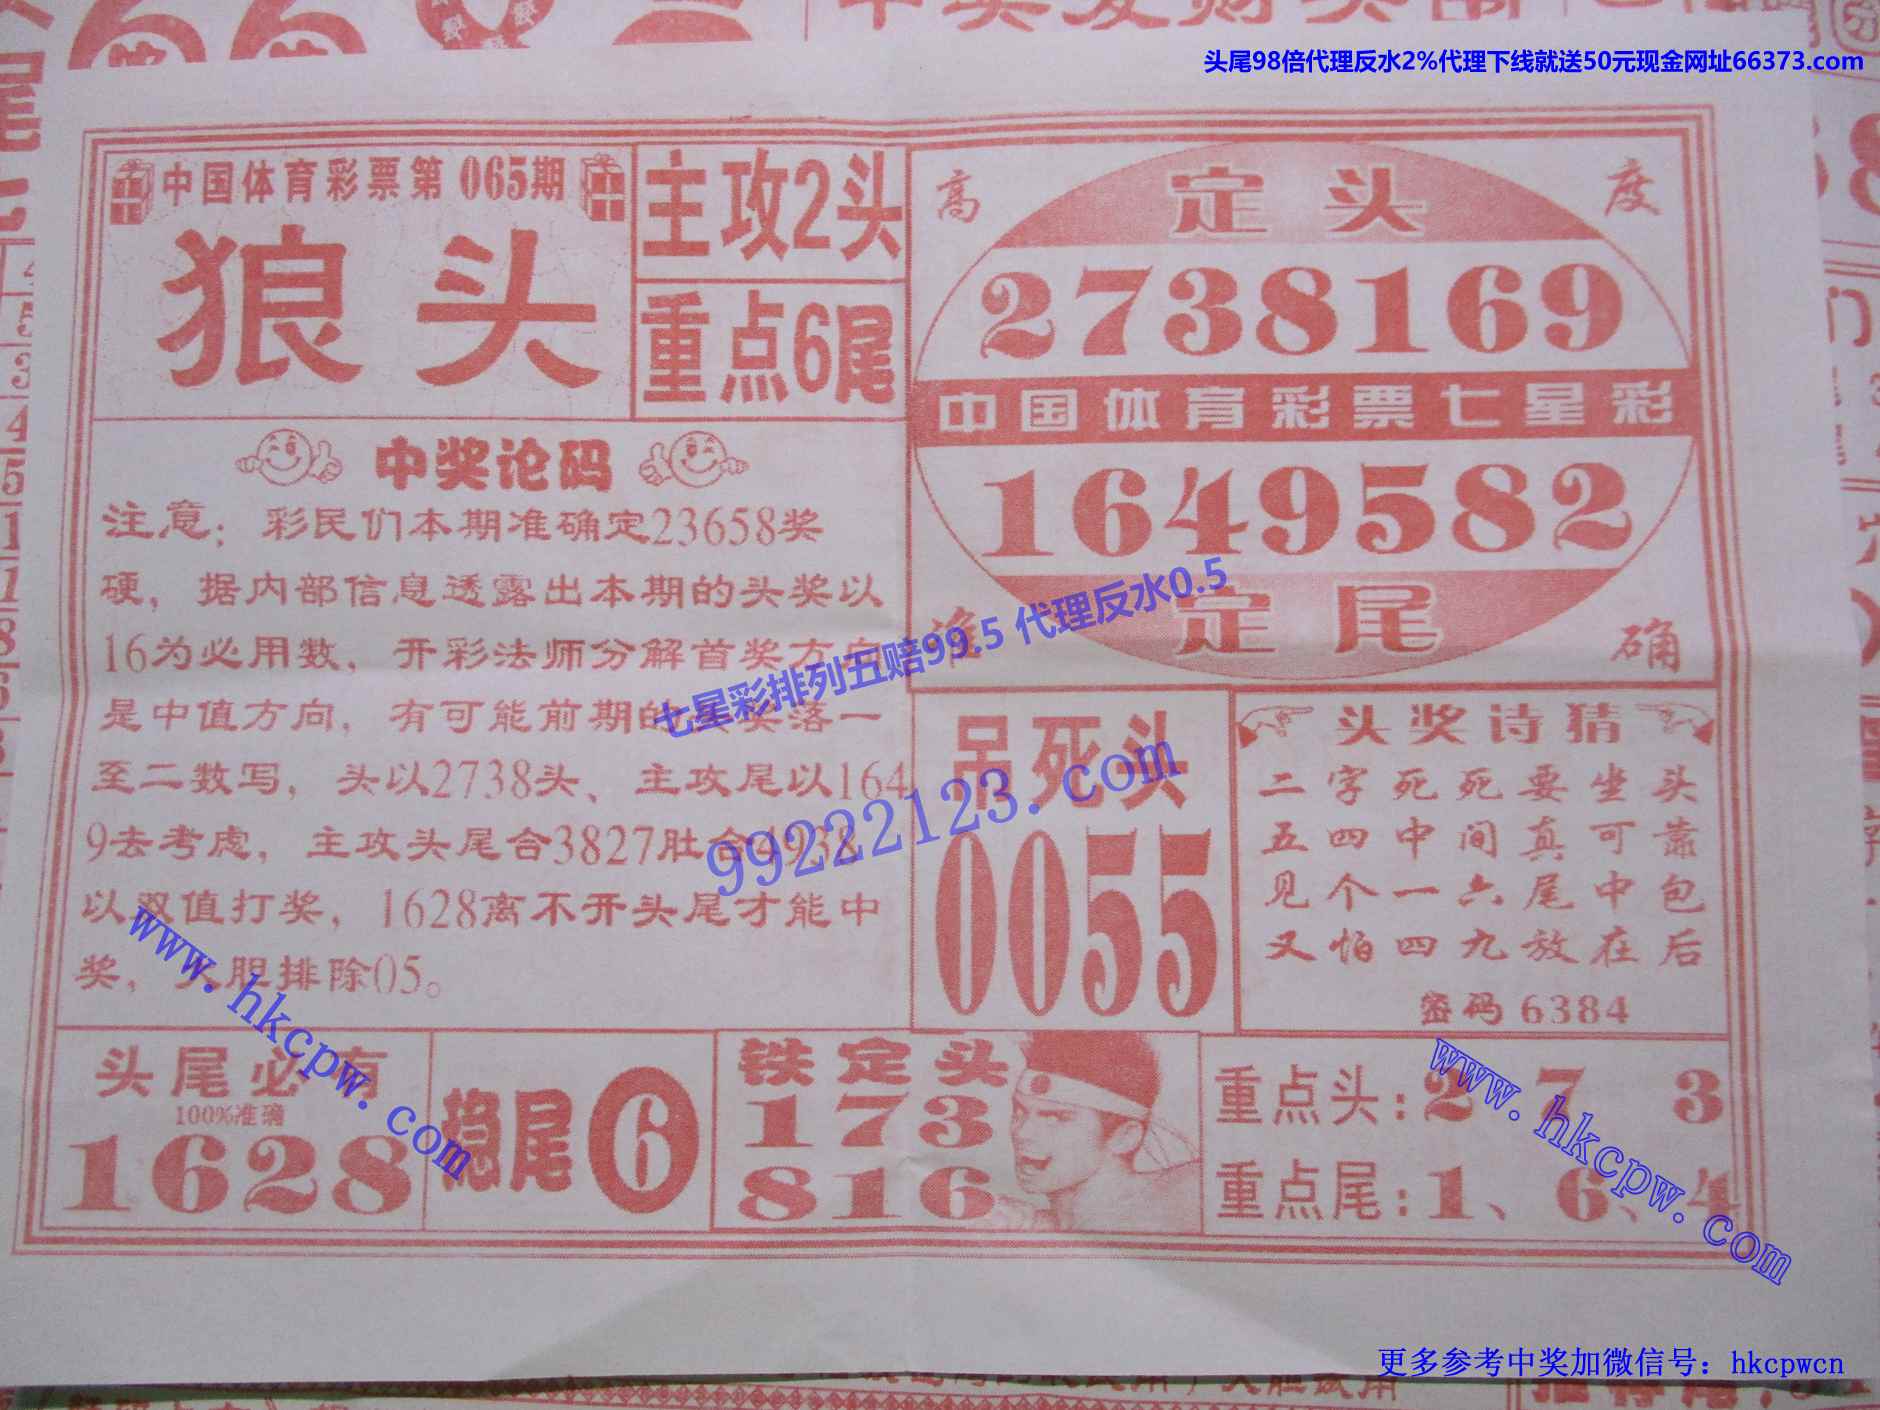 头尾98倍代理反水2%代理下线就送50元现金网址66373.com
中国体育彩票第 065期
狼头
主攻2头
重点6尾
高度
定头
2738169
中国体育彩票七星彩
1649582
定尾
准确
中奖论码
注意：彩民们本期准确定23658奖
硬，据内部信息透露出本期的头奖以
16为必用数，开彩法师分解首奖方向
是中值方向，有可能前期的头奖落一
至二数写，头以2738头、主攻尾以164
9去考虑，主攻头尾合3827肚合4938，
以双值打奖，1628离不开头尾才能中
奖，大胆排除05。
七星彩排列五赔99.5 代理反水0.5
99222123.com
吊死头
0055
头奖诗猜
二字死死要坐头
五四中间真可靠
见个一六尾中包
又怕四九放在后
密码 6384
头尾必有
100%准确
1628
稳尾 6
铁定头
173
816
重点头：2 7 3
重点尾：1、6、4
www.hkcpw.com
www.hkcpw.com
更多参考中奖加微信号：hkcpwcn